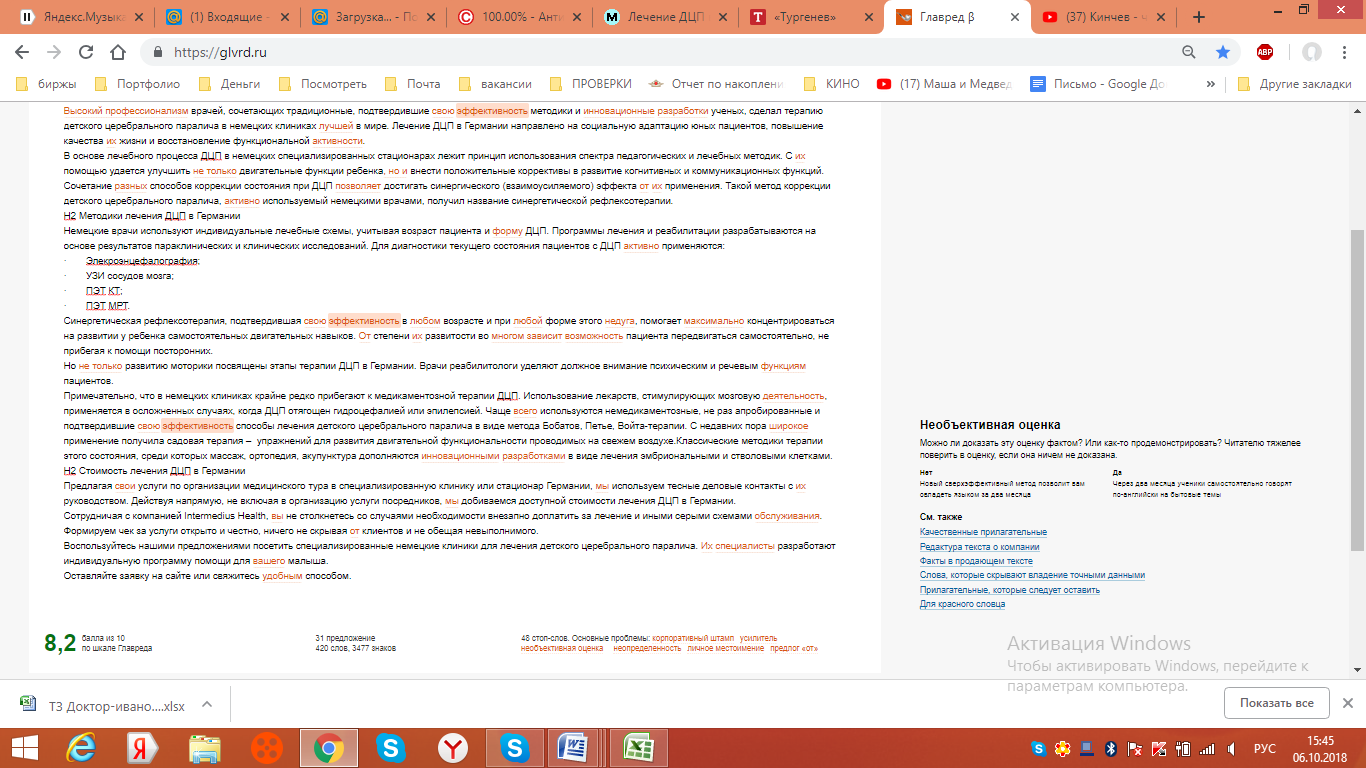 Яндекс.Музыка
(1) Входящие -
Загрузка... - По
100.00% - Анти
Лечение ДЦП
«Тургенев»
Главред β
(37) Кинчев - ч
https://glvrd.ru
ABP
биржы
Портфолио
Деньги
Посмотреть
Почта
вакансии
ПРОВЕРКИ
Отчет по накоплени
КИНО
(17) Маша и Медвед
Письмо - Google До
»
Другие закладки
Высокий профессионализм врачей, сочетающих традиционные, подтвердившие свою эффективность методики и инновационные разработки ученых, сделал терапию
детского церебрального паралича в немецких клиниках лучшей в мире. Лечение ДЦП в Германии направлено на социальную адаптацию юных пациентов, повышение
качества их жизни и восстановление функциональной активности.
В основе лечебного процесса ДЦП в немецких специализированных стационарах лежит принцип использования спектра педагогических и лечебных методик. С их
помощью удается улучшить не только двигательные функции ребенка, но и внести положительные коррективы в развитие когнитивных и коммуникационных функций.
Сочетание разных способов коррекции состояния при ДЦП позволяет достигать синергического (взаимоусиляемого) эффекта от их применения. Такой метод коррекции
детского церебрального паралича, активно используемый немецкими врачами, получил название синергетической рефлексотерапии.
H2 Методики лечения ДЦП в Германии
Немецкие врачи используют индивидуальные лечебные схемы, учитывая возраст пациента и форму ДЦП. Программы лечения и реабилитации разрабатываются на
основе результатов параклинических и клинических исследований. Для диагностики текущего состояния пациентов с ДЦП активно применяются:
· Элекроэнцефалография;
· УЗИ сосудов мозга;
· ПЭТ КТ;
· ПЭТ МРТ.
Синергетическая рефлексотерапия, подтвердившая свою эффективность в любом возрасте и при любой форме этого недуга, помогает максимально концентрироваться
на развитии у ребенка самостоятельных двигательных навыков. От степени их развитости во многом зависит возможность пациента передвигаться самостоятельно, не
прибегая к помощи посторонних.
Но не только развитию моторики посвящены этапы терапии ДЦП в Германии. Врачи реабилитологи уделяют должное внимание психическим и речевым функциям
пациентов.
Примечательно, что в немецких клиниках крайне редко прибегают к медикаментозной терапии ДЦП. Использование лекарств, стимулирующих мозговую деятельность,
применяется в осложненных случаях, когда ДЦП отягощен гидроцефалией или эпилепсией. Чаще всего используются немедикаментозные, не раз апробированные и
подтвердившие свою эффективность способы лечения детского церебрального паралича в виде метода Бобатов, Петье, Войта-терапии. С недавних пор широкое
применение получила садовая терапия – упражнений для развития двигательной функциональности проводимых на свежем воздухе.Классические методики терапии
этого состояния, среди которых массаж, ортопедия, акупунктура дополняются инновационными разработками в виде лечения эмбриональными и стволовыми клетками.
H2 Стоимость лечения ДЦП в Германии
Предлагая свои услуги по организации медицинского тура в специализированную клинику или стационар Германии, мы используем тесные деловые контакты с их
руководством. Действуя напрямую, не включая в организацию услуги посредников, мы добиваемся доступной стоимости лечения ДЦП в Германии.
Сотрудничая с компанией Intermedius Health, вы не столкнетесь со случаями необходимости внезапно доплатить за лечение и иными серыми схемами обслуживания.
Формируем чек за услуги открыто и честно, ничего не скрывая от клиентов и не обещая невыполнимого.
Воспользуйтесь нашими предложениями посетить специализированные немецкие клиники для лечения детского церебрального паралича. Их специалисты разработают
индивидуальную программу помощи для вашего малыша.
Оставляйте заявку на сайте или свяжитесь удобным способом.
8,2
балла из 10
по шкале Главреда
31 предложение
420 слов, 3477 знаков
48 стоп-слов. Основные проблемы: корпоративный штамп усилитель
необъективная оценка неопределенность личное местоимение предлог «от»
Необъективная оценка
Можно ли доказать эту оценку фактом? Или как-то продемонстрировать? Читателю тяжелее
поверить в оценку, если она ничем не доказана.
Нет
Новый сверхэффективный метод позволит вам
овладеть языком за два месяца
Да
Через два месяца ученики самостоятельно говорят
по-английски на бытовые темы
См. также
Качественные прилагательные
Редактура текста о компании
Факты в продающем тексте
Слова, которые скрывают владение точными данными
Прилагательные, которые следует оставить
Для красного словца
Активация Windows
Чтобы активировать Windows, перейдите к
параметрам компьютера.
ТЗ Доктор-ивано....xlsx
Показать все
РУС
15:45
06.10.2018